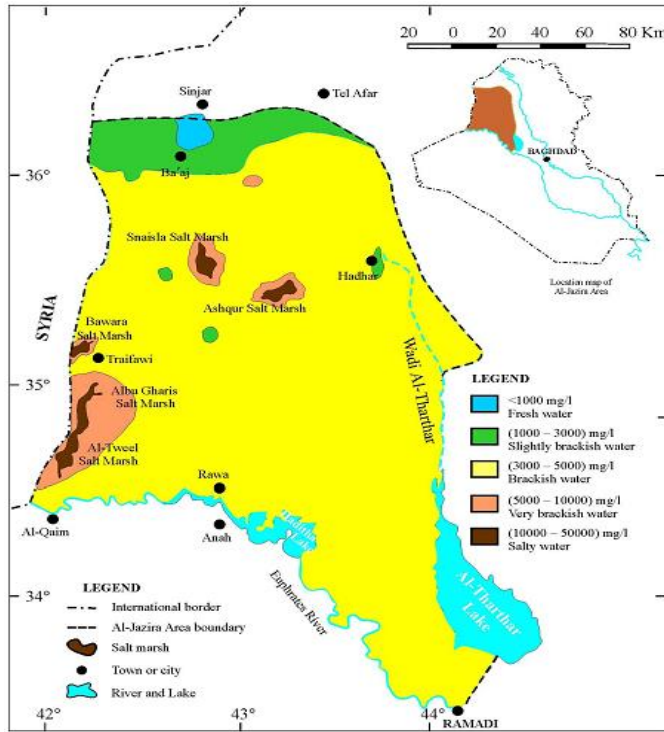 20 0 20 40 60 80 Km
Sinjar
Tel Afar
Ba'aj
36°
BAGHDAD
Snaisla Salt Marsh
Hadhar
Location map of
Al-Jazira Area
Ashqur Salt Marsh
SYRIA
Bawara
Salt Marsh
Traifawi
Wadi Al-Tharthar
35°
Albu Gharis
Salt Marsh
Al-Tweel
Salt Marsh
LEGEND
<1000 mg/l
Fresh water
(1000 – 3000) mg/l
Slightly brackish water
(3000 – 5000) mg/l
Brackish water
(5000 – 10000) mg/l
Very brackish water
(10000 – 50000) mg/l
Salty water
Rawa
Al-Qaim
Anah
Haditha
Lake
34°
Euphrates River
Al-Tharthar
Lake
LEGEND
International border
Al-Jazira Area boundary
Salt marsh
Town or city
River and Lake
42°
43°
44°
RAMADI